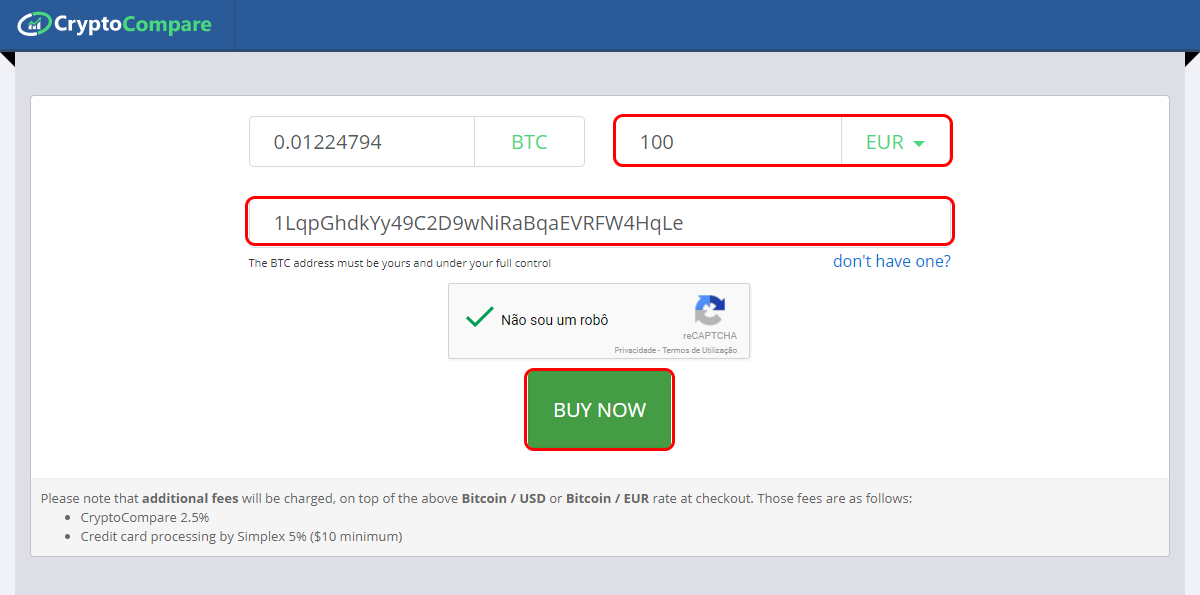 CryptoCompare
0.01224794 BTC 100 EUR
1LqpGhdkYy49C2D9wNiRaBqaEVRFW4HqLe
The BTC address must be yours and under your full control don't have one?
Não sou um robô
reCAPTCHA
Privacidade - Termos de Utilização
BUY NOW
Please note that additional fees will be charged, on top of the above Bitcoin / USD or Bitcoin / EUR rate at checkout. Those fees are as follows:
• CryptoCompare 2.5%
• Credit card processing by Simplex 5% ($10 minimum)